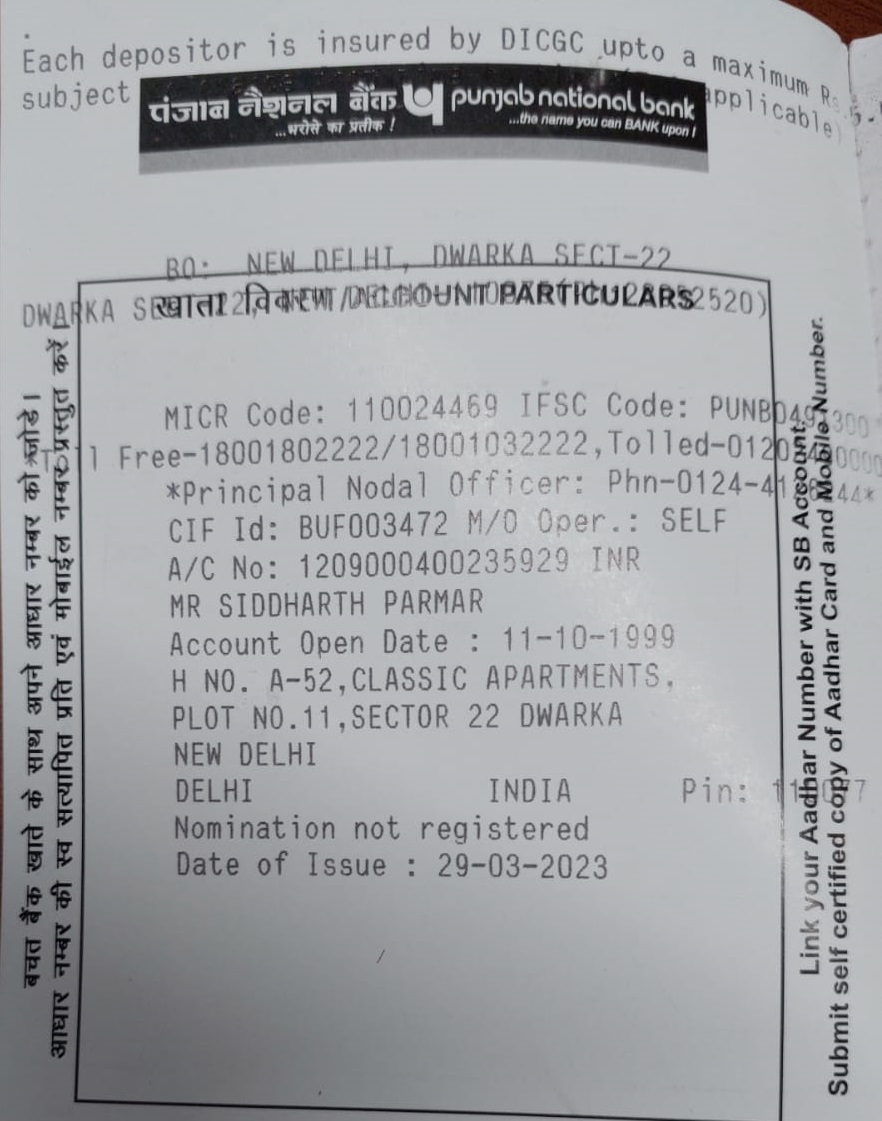 Each depositor is insured by DICGC upto a maximum Rs 5
subject applicable)
पंजाब नैशनल बैंक punjab national bank
...भरोसे का प्रतीक ! ...the name you can BANK upon !
BO: NEW DELHI, DWARKA SECT-22
DWARKA
खाता विवरण /ACCOUNT PARTICULARS
MICR Code: 110024469 IFSC Code: PUNB0491300
Free-18001802222/18001032222,Tolled-0120
*Principal Nodal Officer: Phn-0124-
CIF Id: BUF003472 M/O Oper.: SELF
A/C No: 1209000400235929 INR
MR SIDDHARTH PARMAR
Account Open Date : 11-10-1999
H NO. A-52,CLASSIC APARTMENTS,
PLOT NO.11,SECTOR 22 DWARKA
NEW DELHI
DELHI INDIA Pin:
Nomination not registered
Date of Issue : 29-03-2023
बचत बैंक खाते के साथ अपने आधार नम्बर को जोड़ें।
आधार नम्बर की स्व सत्यापित प्रति एवं मोबाईल नम्बर प्रस्तुत करें
Link your Aadhar Number with SB Account.
Submit self certified copy of Aadhar Card and Mobile Number.